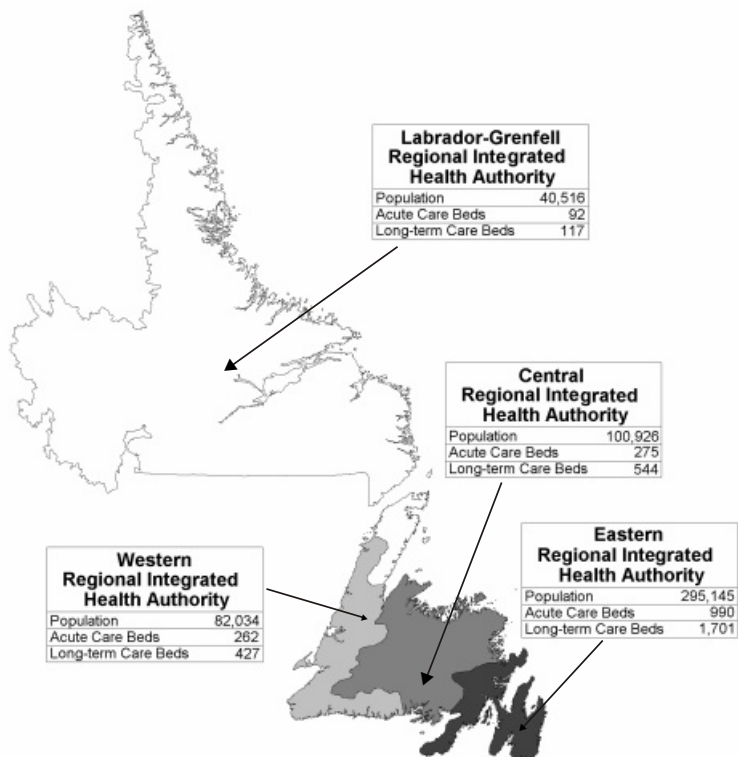 Labrador-Grenfell
Regional Integrated
Health Authority
Population 40,516
Acute Care Beds 92
Long-term Care Beds 117
Central
Regional Integrated
Health Authority
Population 100,926
Acute Care Beds 275
Long-term Care Beds 544
Western
Regional Integrated
Health Authority
Population 82,034
Acute Care Beds 262
Long-term Care Beds 427
Eastern
Regional Integrated
Health Authority
Population 295,145
Acute Care Beds 990
Long-term Care Beds 1,701